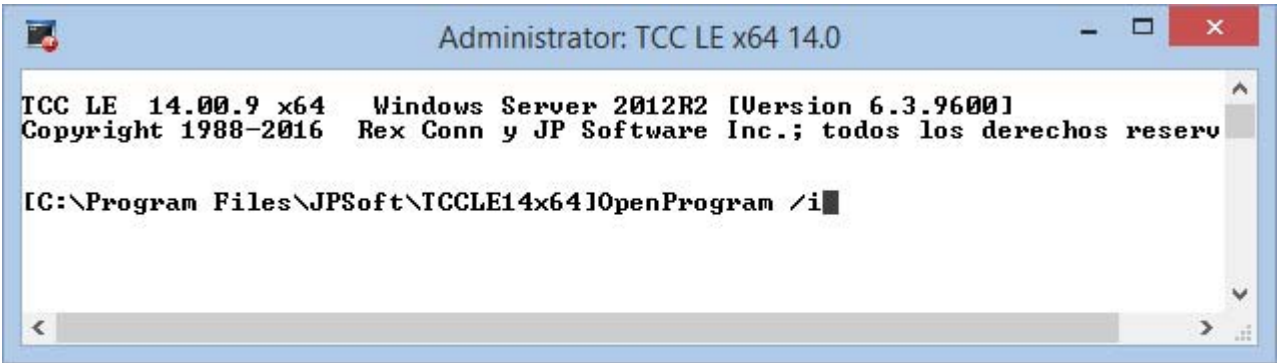 Administrator: TCC LE x64 14.0
TCC LE 14.00.9 x64 Windows Server 2012R2 [Version 6.3.9600]
Copyright 1988-2016 Rex Conn y JP Software Inc.; todos los derechos reserv
[C:\Program Files\JPSoft\TCCLE14x64]OpenProgram /i